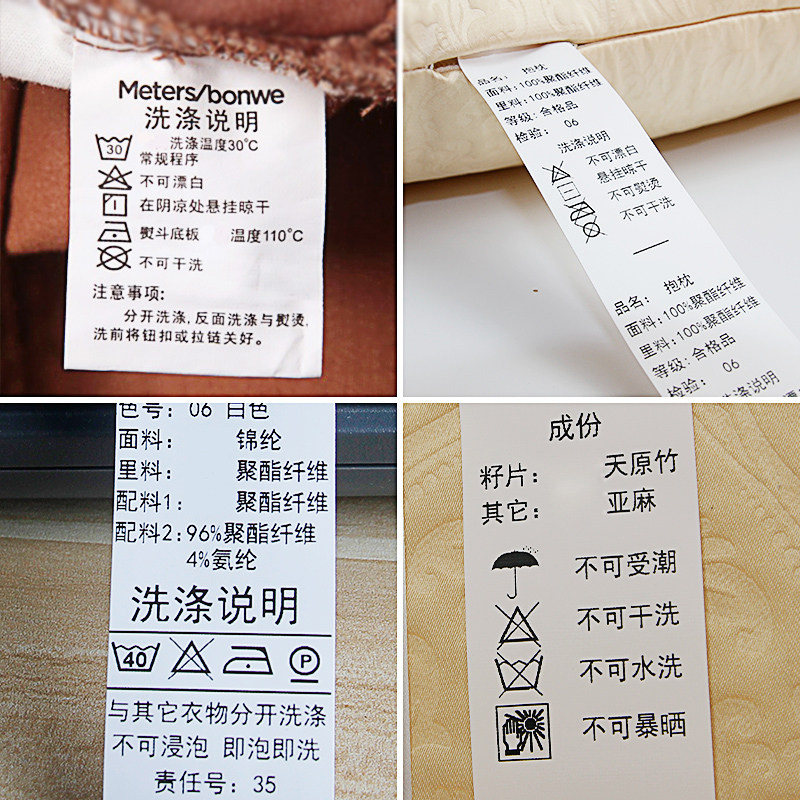 Meters/bonwe
洗涤说明
30
洗涤温度30℃
常规程序
不可漂白
在阴凉处悬挂晾干
熨斗底板 温度110℃
不可干洗
注意事项:
分开洗涤,反面洗涤与熨烫,
洗前将钮扣或拉链关好。
品名: 抱枕
面料:100%聚酯纤维
里料:100%聚酯纤维
等级:合格品
检验: 06
洗涤说明
不可漂白
悬挂晾干
不可熨烫
不可干洗
品名: 抱枕
面料:100%聚酯纤维
里料:100%聚酯纤维
等级:合格品
检验: 06
洗涤说明
色号: 06 白色
面料: 锦纶
里料: 聚酯纤维
配料1: 聚酯纤维
配料2:96%聚酯纤维
4%氨纶
洗涤说明
40 P
与其它衣物分开洗涤
不可浸泡 即泡即洗
责任号:35
成份
籽片: 天原竹
其它: 亚麻
不可受潮
不可干洗
不可水洗
不可暴晒